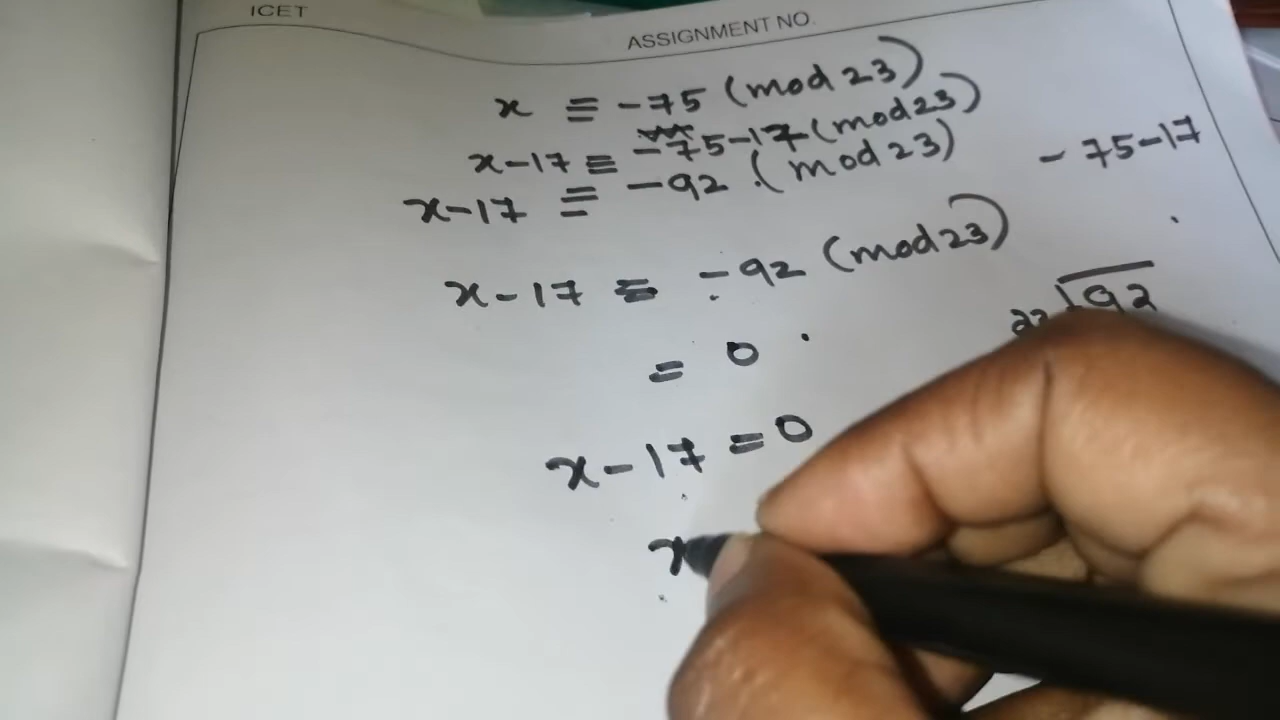 ICET
ASSIGNMENT NO.
x ≡ -75 (mod 23)
x-17 ≡ -75-17 (mod 23)
x-17 ≡ -92 (mod 23)
-75-17
x-17 ≡ -92 (mod 23)
92
= 0
x-17 = 0
x